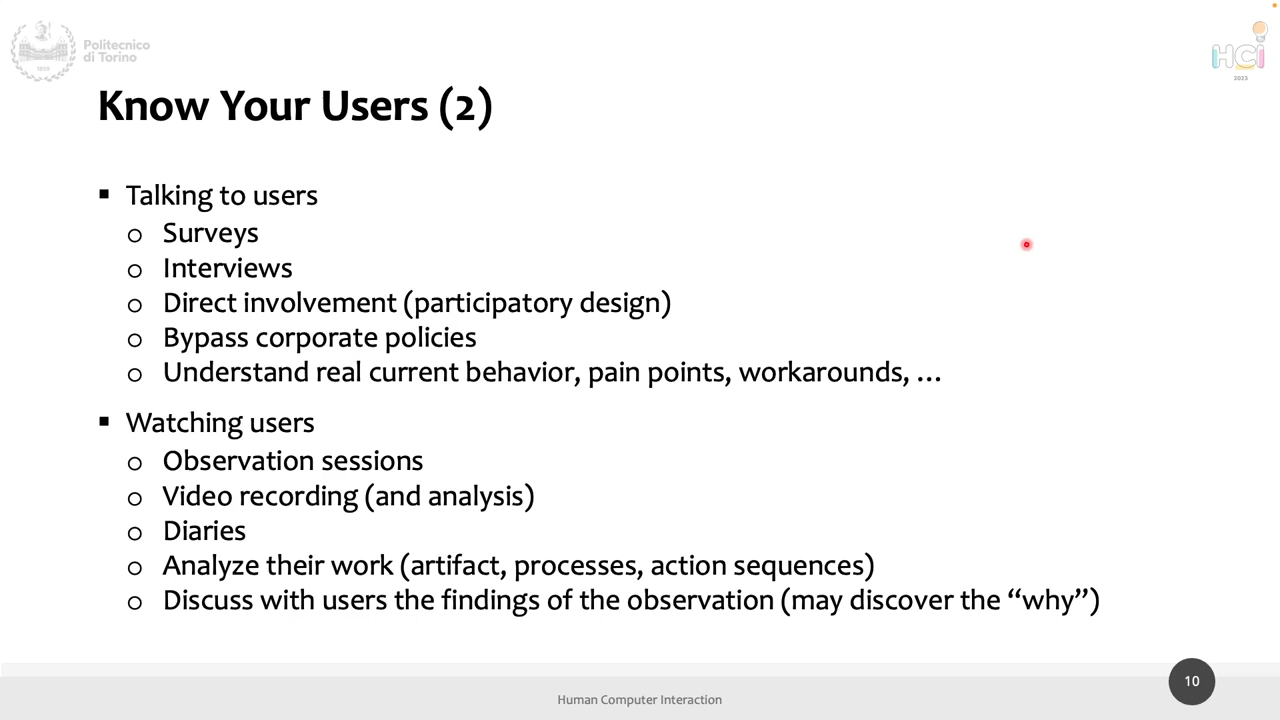 Politecnico
di Torino
1859
HCI
2023
Know Your Users (2)
▪ Talking to users
o Surveys
o Interviews
o Direct involvement (participatory design)
o Bypass corporate policies
o Understand real current behavior, pain points, workarounds, …
▪ Watching users
o Observation sessions
o Video recording (and analysis)
o Diaries
o Analyze their work (artifact, processes, action sequences)
o Discuss with users the findings of the observation (may discover the “why”)
Human Computer Interaction
10